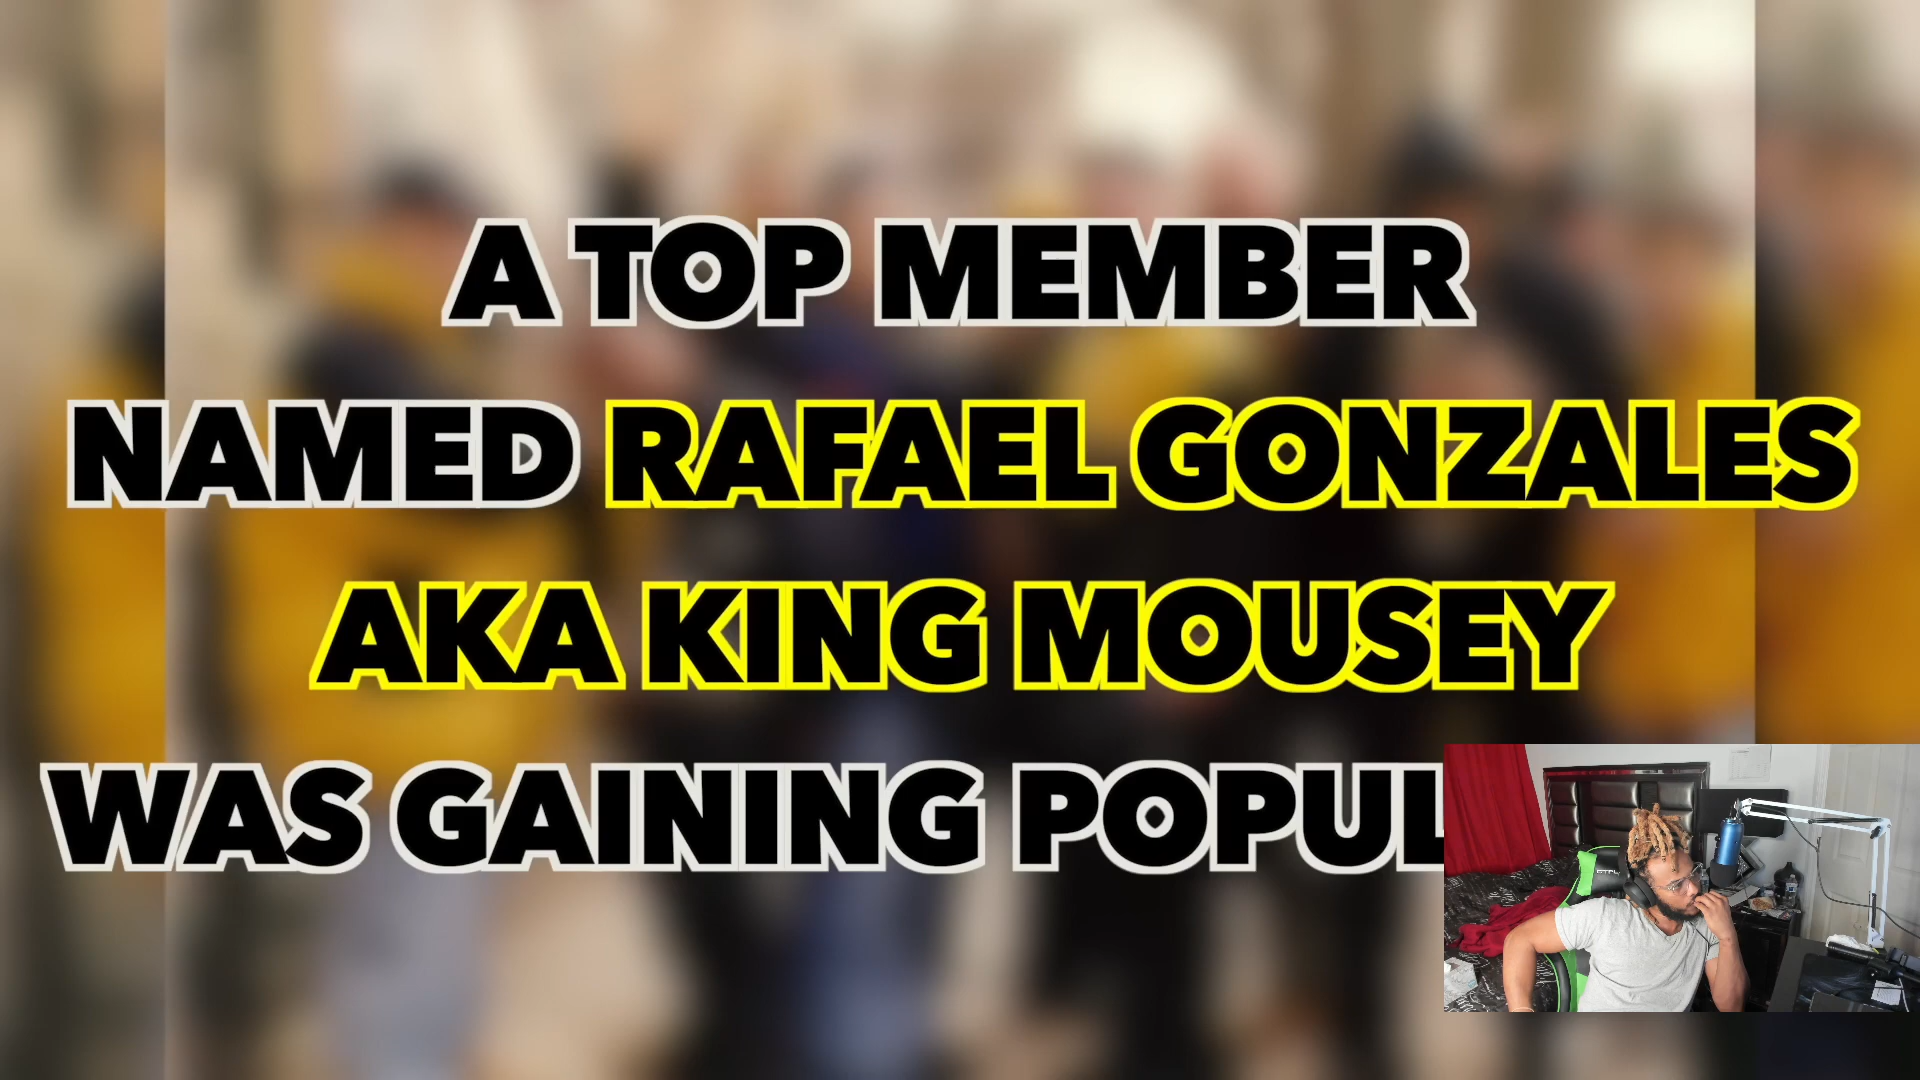 A TOP MEMBER
NAMED RAFAEL GONZALES
AKA KING MOUSEY
WAS GAINING POPUL